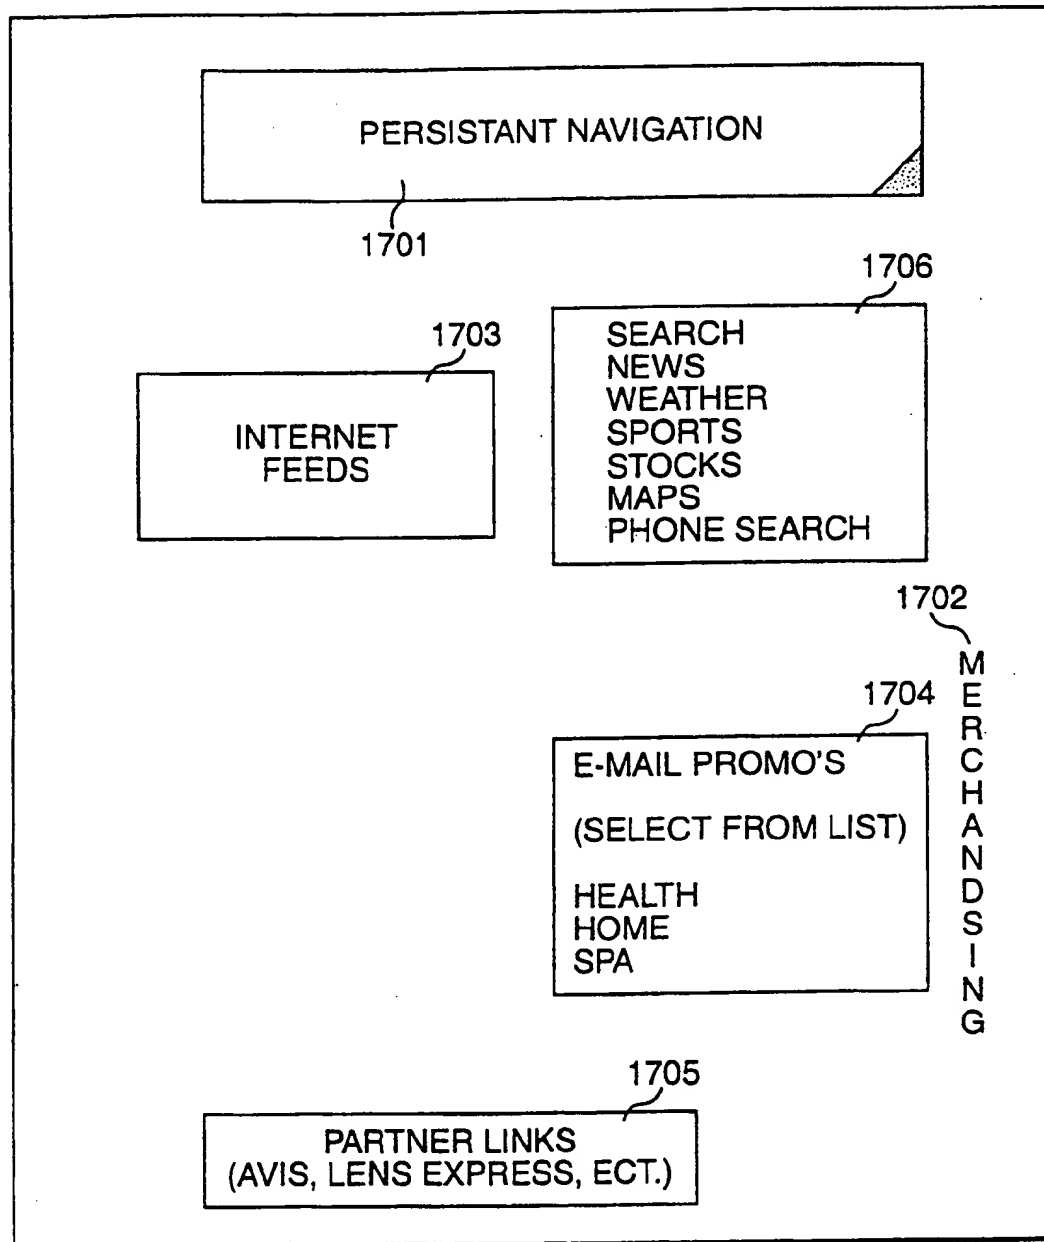 PERSISTANT NAVIGATION
1701
1706
SEARCH
NEWS
WEATHER
SPORTS
STOCKS
MAPS
PHONE SEARCH
1703
INTERNET
FEEDS
1702
MERCHANDSING
1704
E-MAIL PROMO'S
(SELECT FROM LIST)
HEALTH
HOME
SPA
1705
PARTNER LINKS
(AVIS, LENS EXPRESS, ECT.)